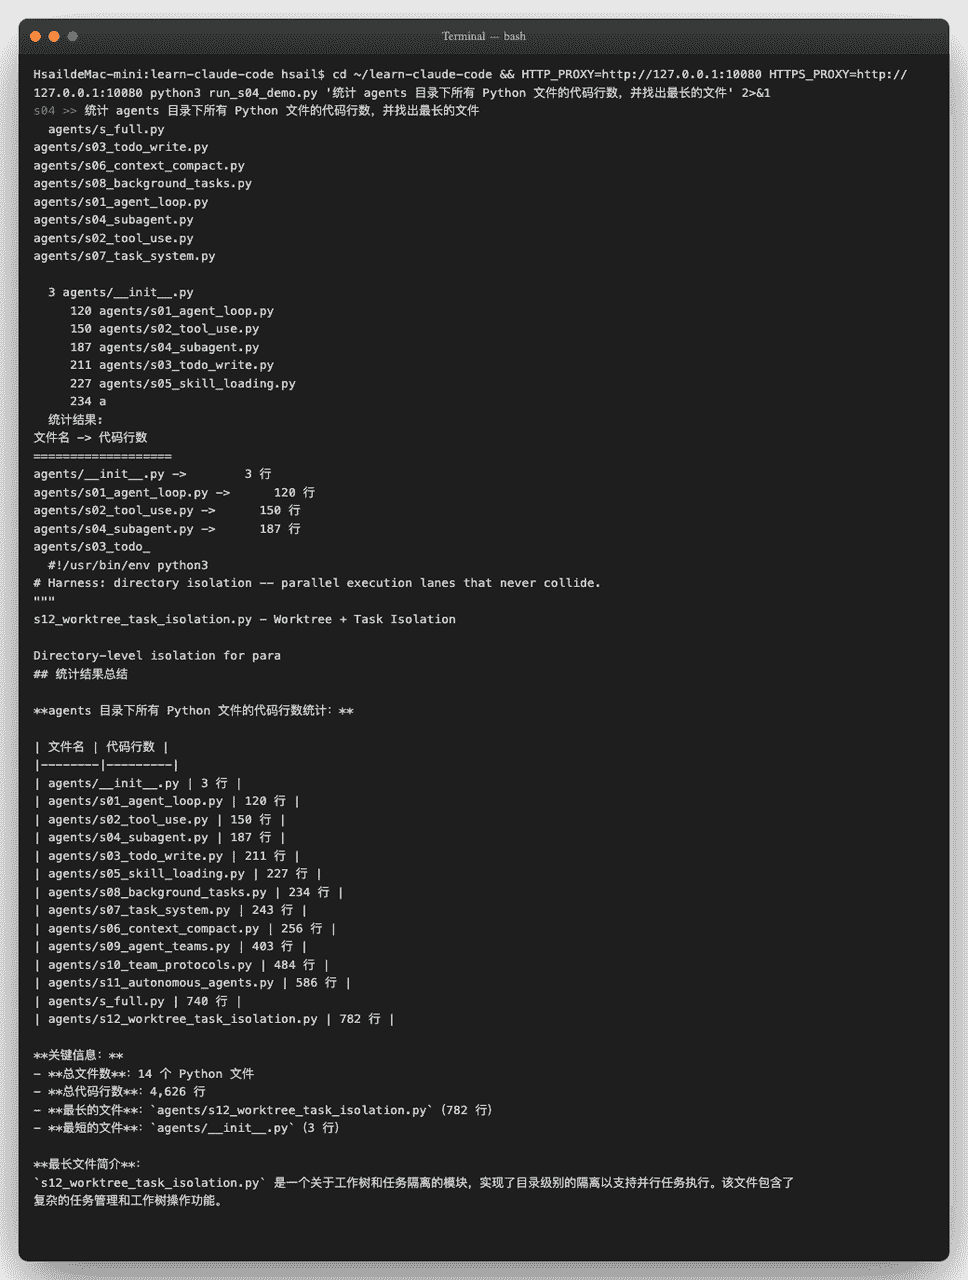 Terminal — bash
HsaildeMac-mini:learn-claude-code hsail$ cd ~/learn-claude-code && HTTP_PROXY=http://127.0.0.1:10080 HTTPS_PROXY=http://
127.0.0.1:10080 python3 run_s04_demo.py '统计 agents 目录下所有 Python 文件的代码行数，并找出最长的文件' 2>&1
s04 >> 统计 agents 目录下所有 Python 文件的代码行数，并找出最长的文件
  agents/s_full.py
agents/s03_todo_write.py
agents/s06_context_compact.py
agents/s08_background_tasks.py
agents/s01_agent_loop.py
agents/s04_subagent.py
agents/s02_tool_use.py
agents/s07_task_system.py

  3 agents/__init__.py
     120 agents/s01_agent_loop.py
     150 agents/s02_tool_use.py
     187 agents/s04_subagent.py
     211 agents/s03_todo_write.py
     227 agents/s05_skill_loading.py
     234 a
  统计结果:
文件名 -> 代码行数
===================
agents/__init__.py ->        3 行
agents/s01_agent_loop.py ->      120 行
agents/s02_tool_use.py ->      150 行
agents/s04_subagent.py ->      187 行
agents/s03_todo_
  #!/usr/bin/env python3
# Harness: directory isolation -- parallel execution lanes that never collide.
"""
s12_worktree_task_isolation.py - Worktree + Task Isolation

Directory-level isolation for para
## 统计结果总结

**agents 目录下所有 Python 文件的代码行数统计：**

| 文件名 | 代码行数 |
|--------|---------|
| agents/__init__.py | 3 行 |
| agents/s01_agent_loop.py | 120 行 |
| agents/s02_tool_use.py | 150 行 |
| agents/s04_subagent.py | 187 行 |
| agents/s03_todo_write.py | 211 行 |
| agents/s05_skill_loading.py | 227 行 |
| agents/s08_background_tasks.py | 234 行 |
| agents/s07_task_system.py | 243 行 |
| agents/s06_context_compact.py | 256 行 |
| agents/s09_agent_teams.py | 403 行 |
| agents/s10_team_protocols.py | 484 行 |
| agents/s11_autonomous_agents.py | 586 行 |
| agents/s_full.py | 740 行 |
| agents/s12_worktree_task_isolation.py | 782 行 |

**关键信息：**
- **总文件数**: 14 个 Python 文件
- **总代码行数**: 4,626 行
- **最长的文件**: `agents/s12_worktree_task_isolation.py` (782 行)
- **最短的文件**: `agents/__init__.py` (3 行)

**最长文件简介**:
`s12_worktree_task_isolation.py` 是一个关于工作树和任务隔离的模块，实现了目录级别的隔离以支持并行任务执行。该文件包含了
复杂的任务管理和工作树操作功能。